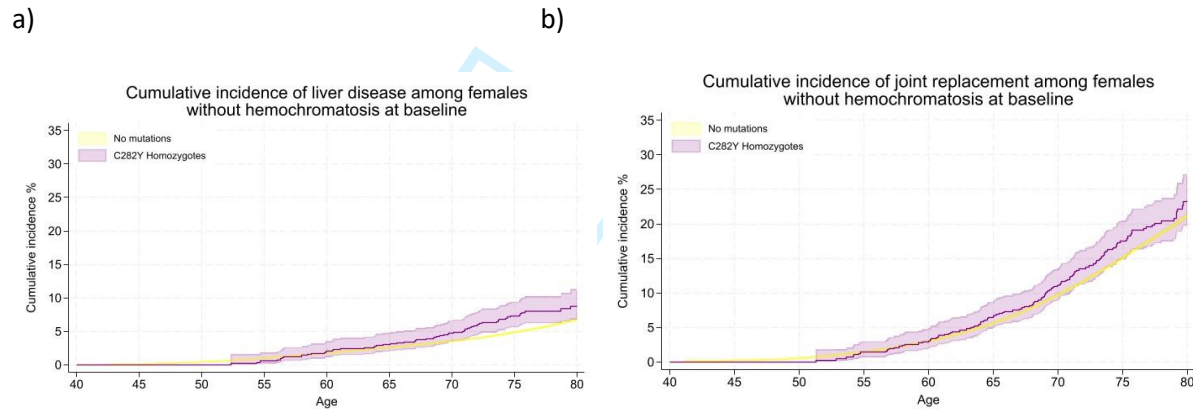 a)
b)
Cumulative incidence of liver disease among females
without hemochromatosis at baseline
No mutations
C282Y Homozygotes
35
30
25
20
15
10
5
0
Cumulative incidence %
40 45 50 55 60 65 70 75 80
Age
Cumulative incidence of joint replacement among females
without hemochromatosis at baseline
No mutations
C282Y Homozygotes
35
30
25
20
15
10
5
0
Cumulative incidence %
40 45 50 55 60 65 70 75 80
Age